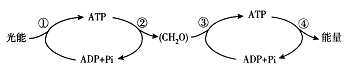 ① ATP ② ③ ATP ④
光能 (CH₂O) 能量
ADP+Pi ADP+Pi